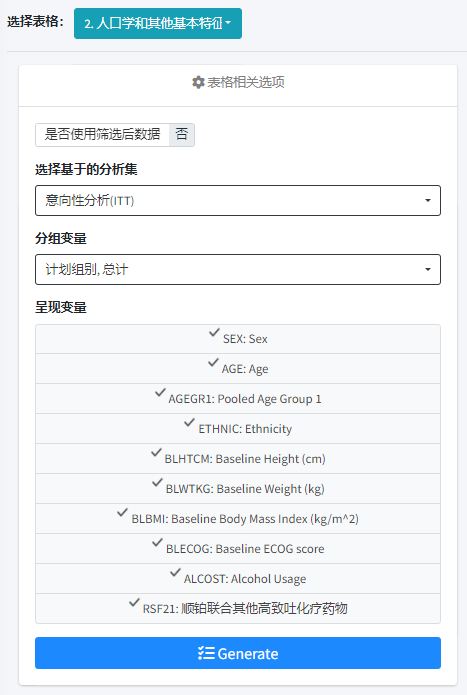 选择表格： 2. 人口学和其他基本特征
表格相关选项
是否使用筛选后数据 否
选择基于的分析集
意向性分析(ITT)
分组变量
计划组别, 总计
呈现变量
SEX: Sex
AGE: Age
AGEGR1: Pooled Age Group 1
ETHNIC: Ethnicity
BLHTCM: Baseline Height (cm)
BLWTKG: Baseline Weight (kg)
BLBMI: Baseline Body Mass Index (kg/m^2)
BLECOG: Baseline ECOG score
ALCOST: Alcohol Usage
RSF21: 顺铂联合其他高致吐化疗药物
Generate